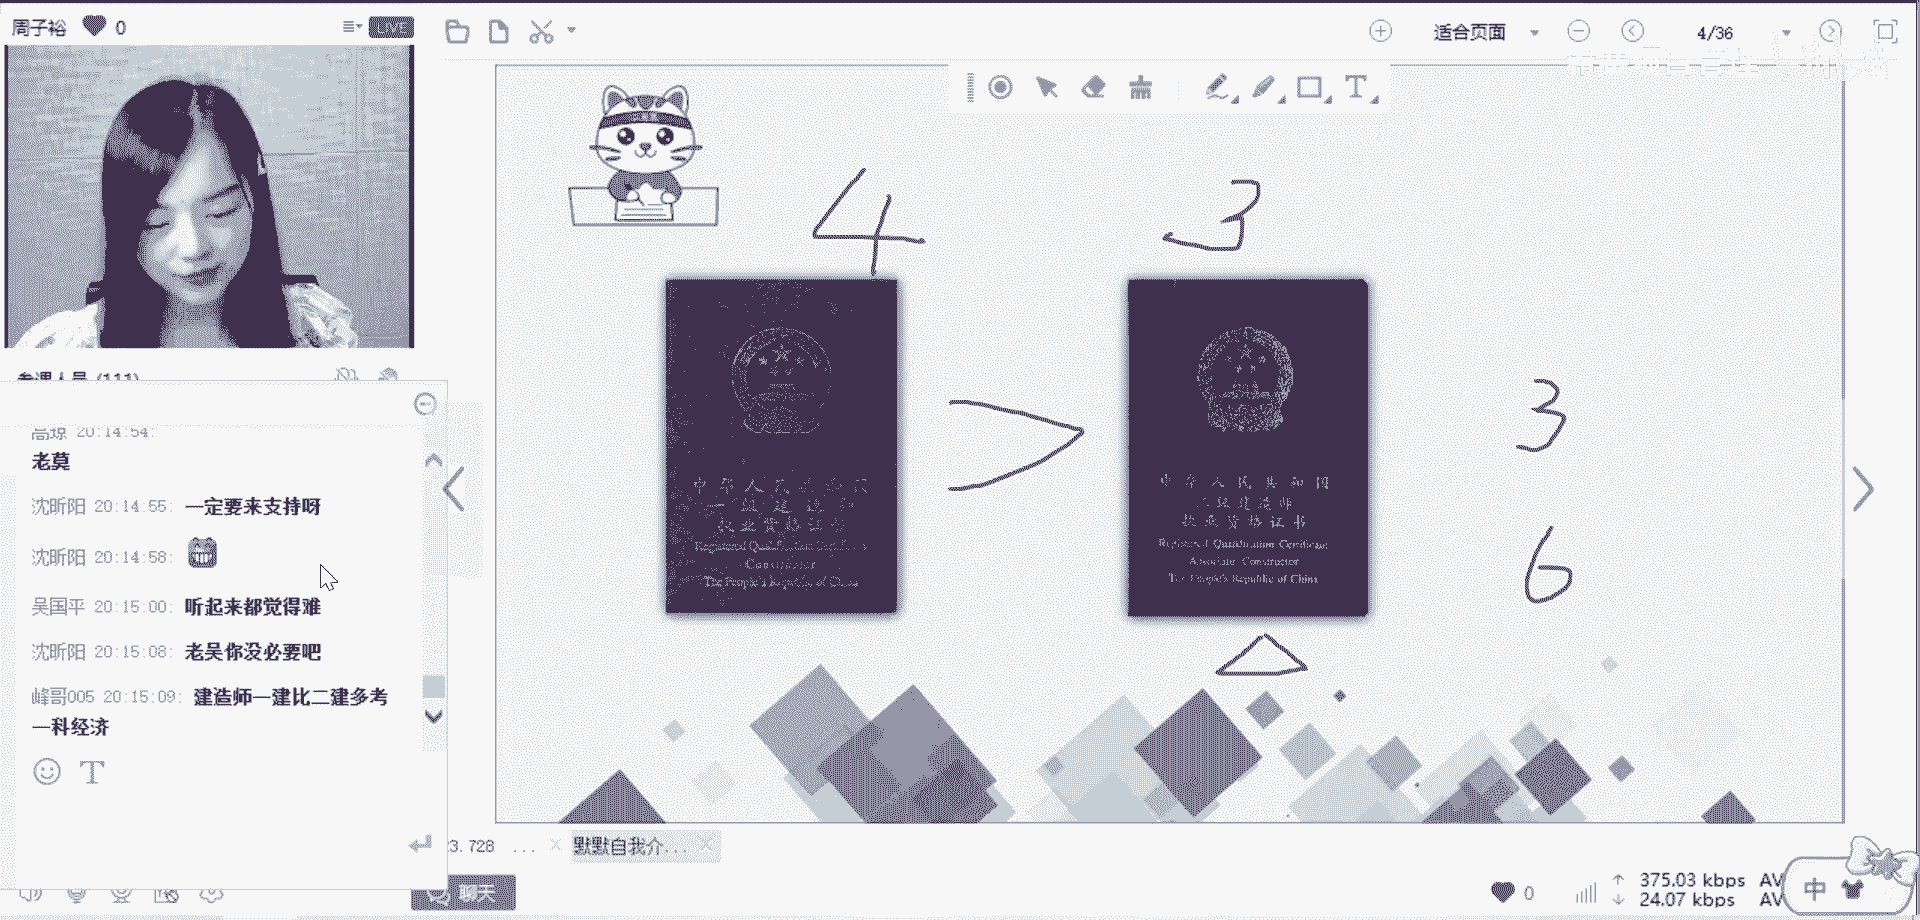 周子裕 0
LIVE
适合页面
4/36
4
3
中华人民共和国
一级建造师
执业资格证书
Constructor
The People's Republic of China
中华人民共和国
二级建造师
执业资格证书
Registered Qualification Certificate
Associate Constructor
The People's Republic of China
3
6
参课人员 (111)
高琼 20:14:54:
老莫
沈昕阳 20:14:55: 一定要来支持呀
沈昕阳 20:14:58:
吴国平 20:15:00: 听起来都觉得难
沈昕阳 20:15:08: 老吴你没必要吧
峰哥005 20:15:09: 建造师一建比二建多考
一科经济
T
3.728 ...
默默自我介...
聊天
0
375.03 kbps
24.07 kbps
中